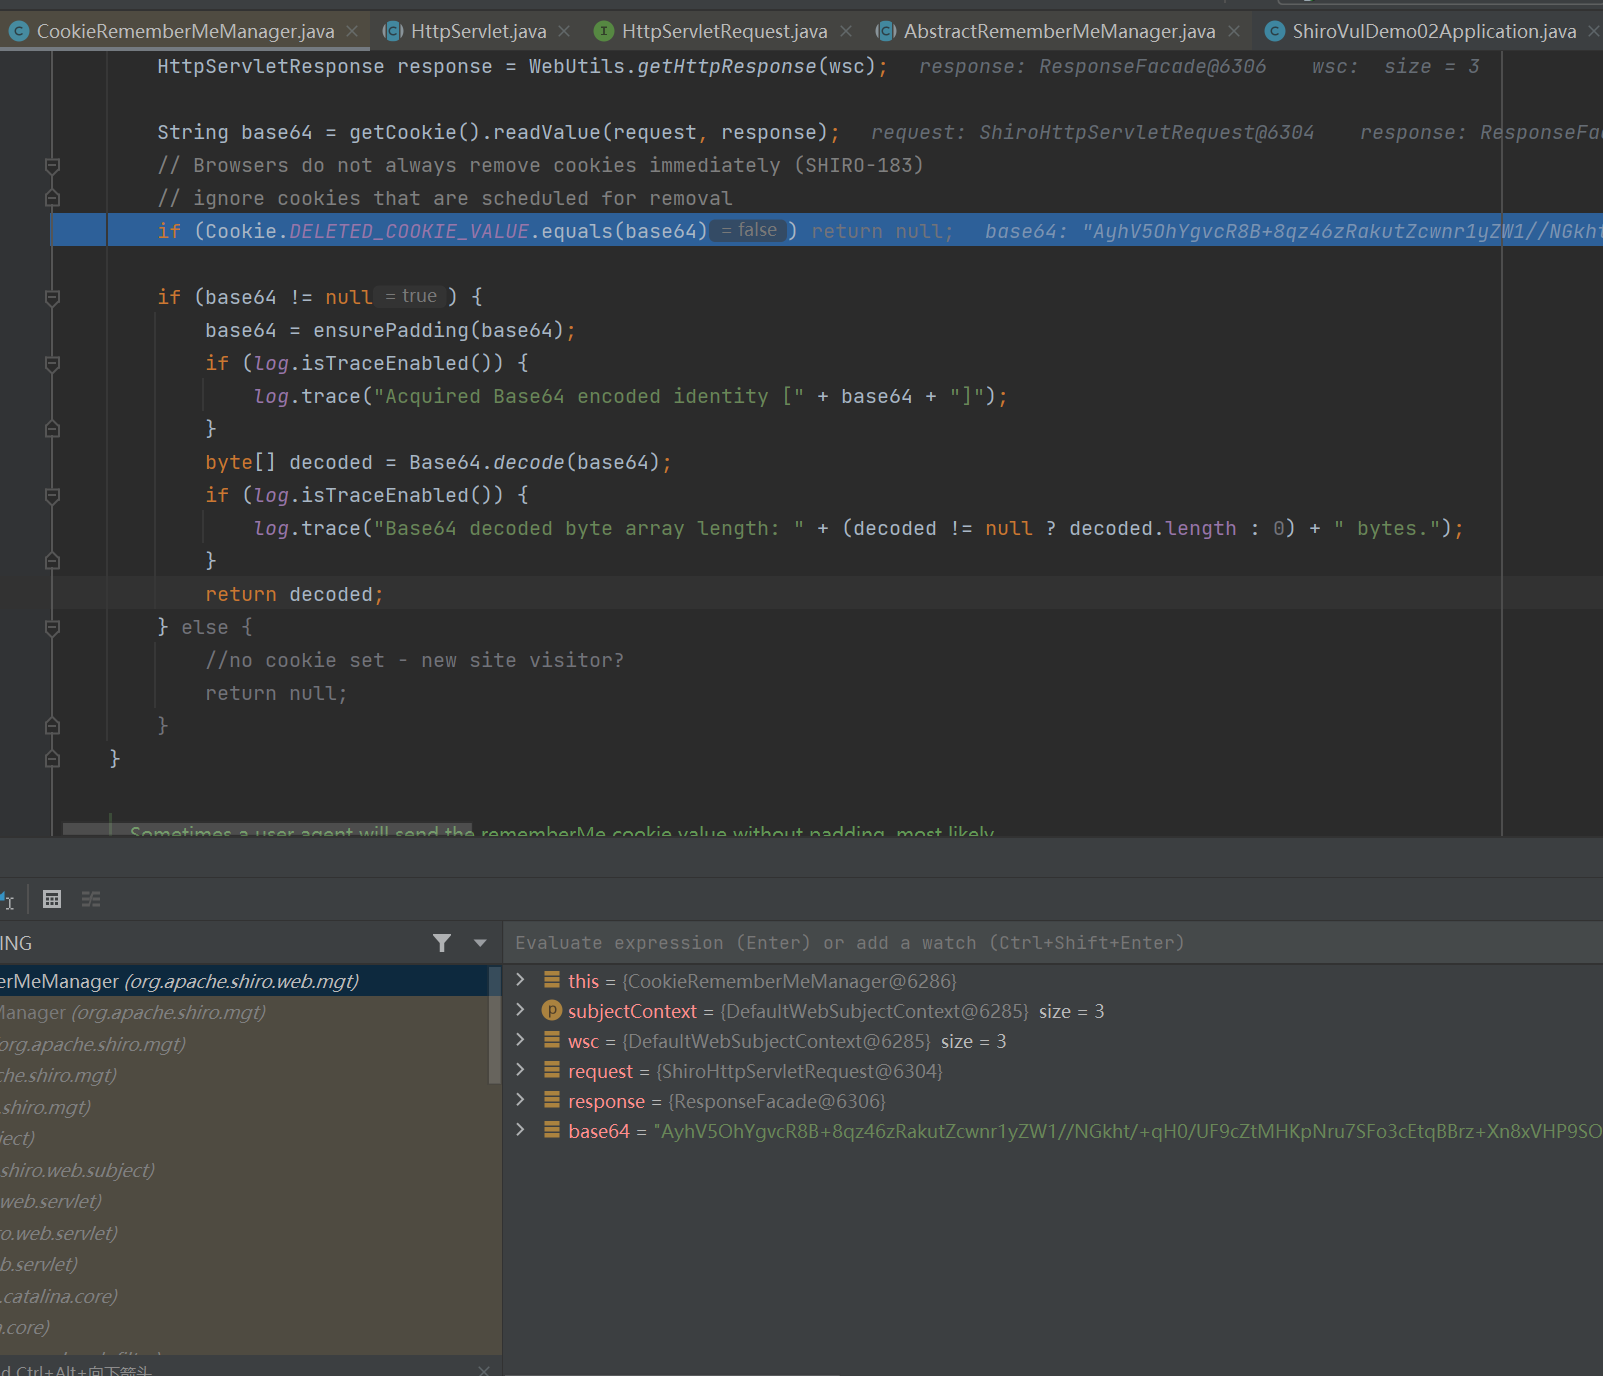 CookieRememberMeManager.java HttpServlet.java HttpServletRequest.java AbstractRememberMeManager.java ShiroVulDemo02Application.java
HttpServletResponse response = WebUtils.getHttpResponse(wsc); response: ResponseFacade@6306 wsc: size = 3
String base64 = getCookie().readValue(request, response); request: ShiroHttpServletRequest@6304 response: ResponseFac
// Browsers do not always remove cookies immediately (SHIRO-183)
// ignore cookies that are scheduled for removal
if (Cookie.DELETED_COOKIE_VALUE.equals(base64) = false ) return null; base64: "AyhV5OhYgvcR8B+8qz46zRakutZcwnr1yZW1//NGkht
if (base64 != null = true ) {
base64 = ensurePadding(base64);
if (log.isTraceEnabled()) {
log.trace("Acquired Base64 encoded identity [" + base64 + "]");
}
byte[] decoded = Base64.decode(base64);
if (log.isTraceEnabled()) {
log.trace("Base64 decoded byte array length: " + (decoded != null ? decoded.length : 0) + " bytes.");
}
return decoded;
} else {
//no cookie set - new site visitor?
return null;
}
}
Sometimes a user agent will send the rememberMe cookie value without padding, most likely
ING
Evaluate expression (Enter) or add a watch (Ctrl+Shift+Enter)
erMeManager (org.apache.shiro.web.mgt)
Manager (org.apache.shiro.mgt)
org.apache.shiro.mgt)
che.shiro.mgt)
.shiro.mgt)
ject)
shiro.web.subject)
web.servlet)
o.web.servlet)
b.servlet)
.catalina.core)
.core)
d Ctrl+Alt+向下箭头
this = {CookieRememberMeManager@6286}
subjectContext = {DefaultWebSubjectContext@6285} size = 3
wsc = {DefaultWebSubjectContext@6285} size = 3
request = {ShiroHttpServletRequest@6304}
response = {ResponseFacade@6306}
base64 = "AyhV5OhYgvcR8B+8qz46zRakutZcwnr1yZW1//NGkht/+qH0/UF9cZtMHKpNru7SFo3cEtqBBrz+Xn8xVHP9SO